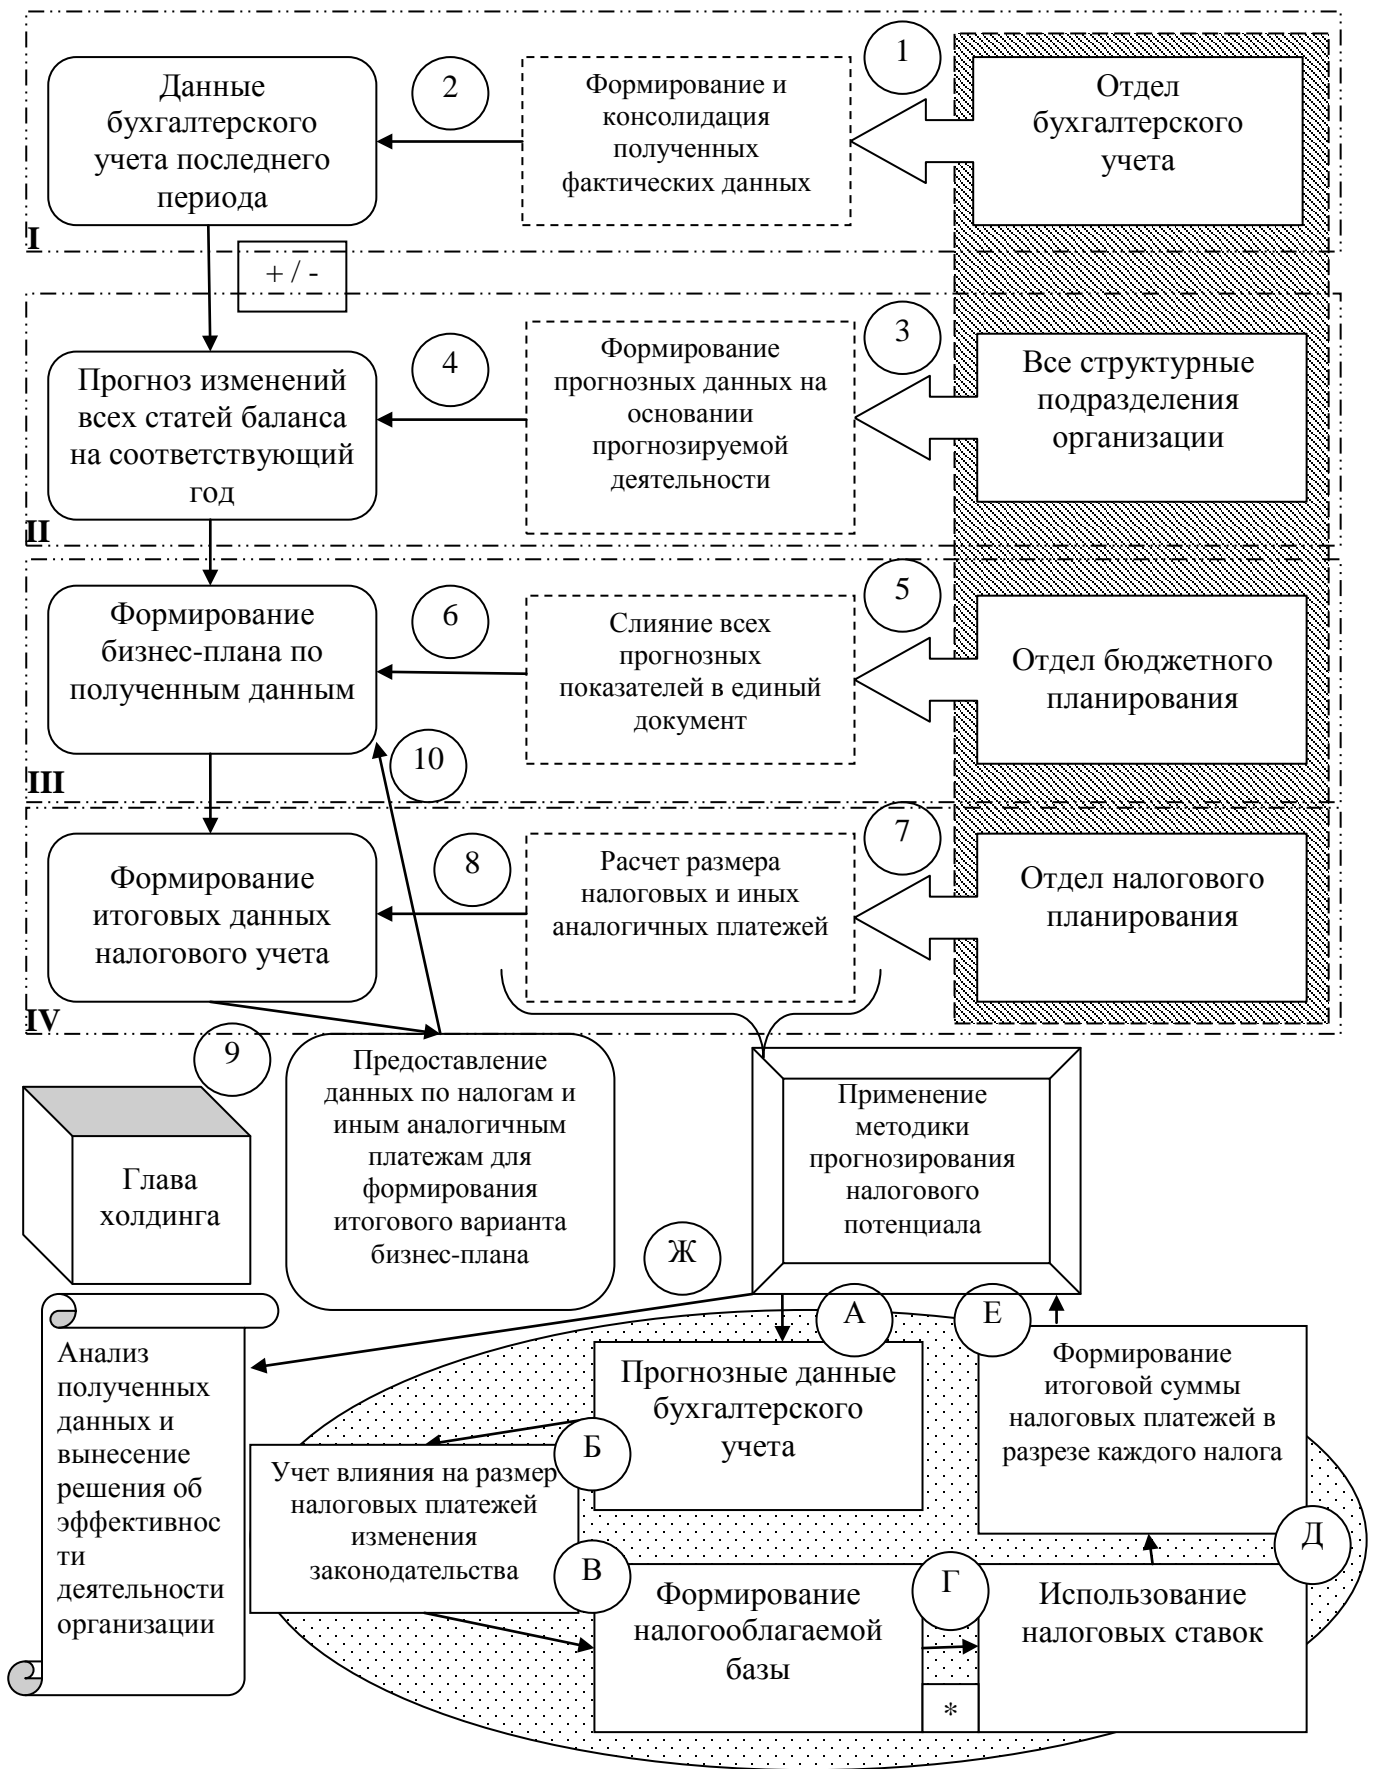 1
2
Данные
бухгалтерского
учета последнего
периода
Формирование и
консолидация
полученных
фактических данных
Отдел
бухгалтерского
учета
I
+ / -
3
4
Прогноз изменений
всех статей баланса
на соответствующий
год
Формирование
прогнозных данных на
основании
прогнозируемой
деятельности
Все структурные
подразделения
организации
II
5
6
Формирование
бизнес-плана по
полученным данным
Слияние всех
прогнозных
показателей в единый
документ
Отдел бюджетного
планирования
10
III
7
8
Формирование
итоговых данных
налогового учета
Расчет размера
налоговых и иных
аналогичных платежей
Отдел налогового
планирования
IV
9
Предоставление
данных по налогам и
иным аналогичным
платежам для
формирования
итогового варианта
бизнес-плана
Применение
методики
прогнозирования
налогового
потенциала
Глава
холдинга
Ж
А
Е
Анализ
полученных
данных и
вынесение
решения об
эффективнос
ти
деятельности
организации
Прогнозные данные
бухгалтерского
учета
Формирование
итоговой суммы
налоговых платежей в
разрезе каждого налога
Б
Учет влияния на размер
налоговых платежей
изменения
законодательства
Д
В
Формирование
налогооблагаемой
базы
Г
Использование
налоговых ставок
*